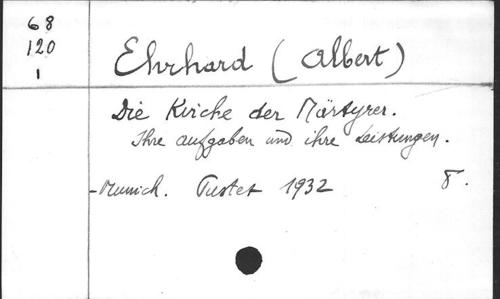 68
120
1
Ehrhard (Albert)
Die Kirche der Märtyrer.
Ihre Aufgaben und ihre Leistungen.
- Munich. Pustet 1932 8.